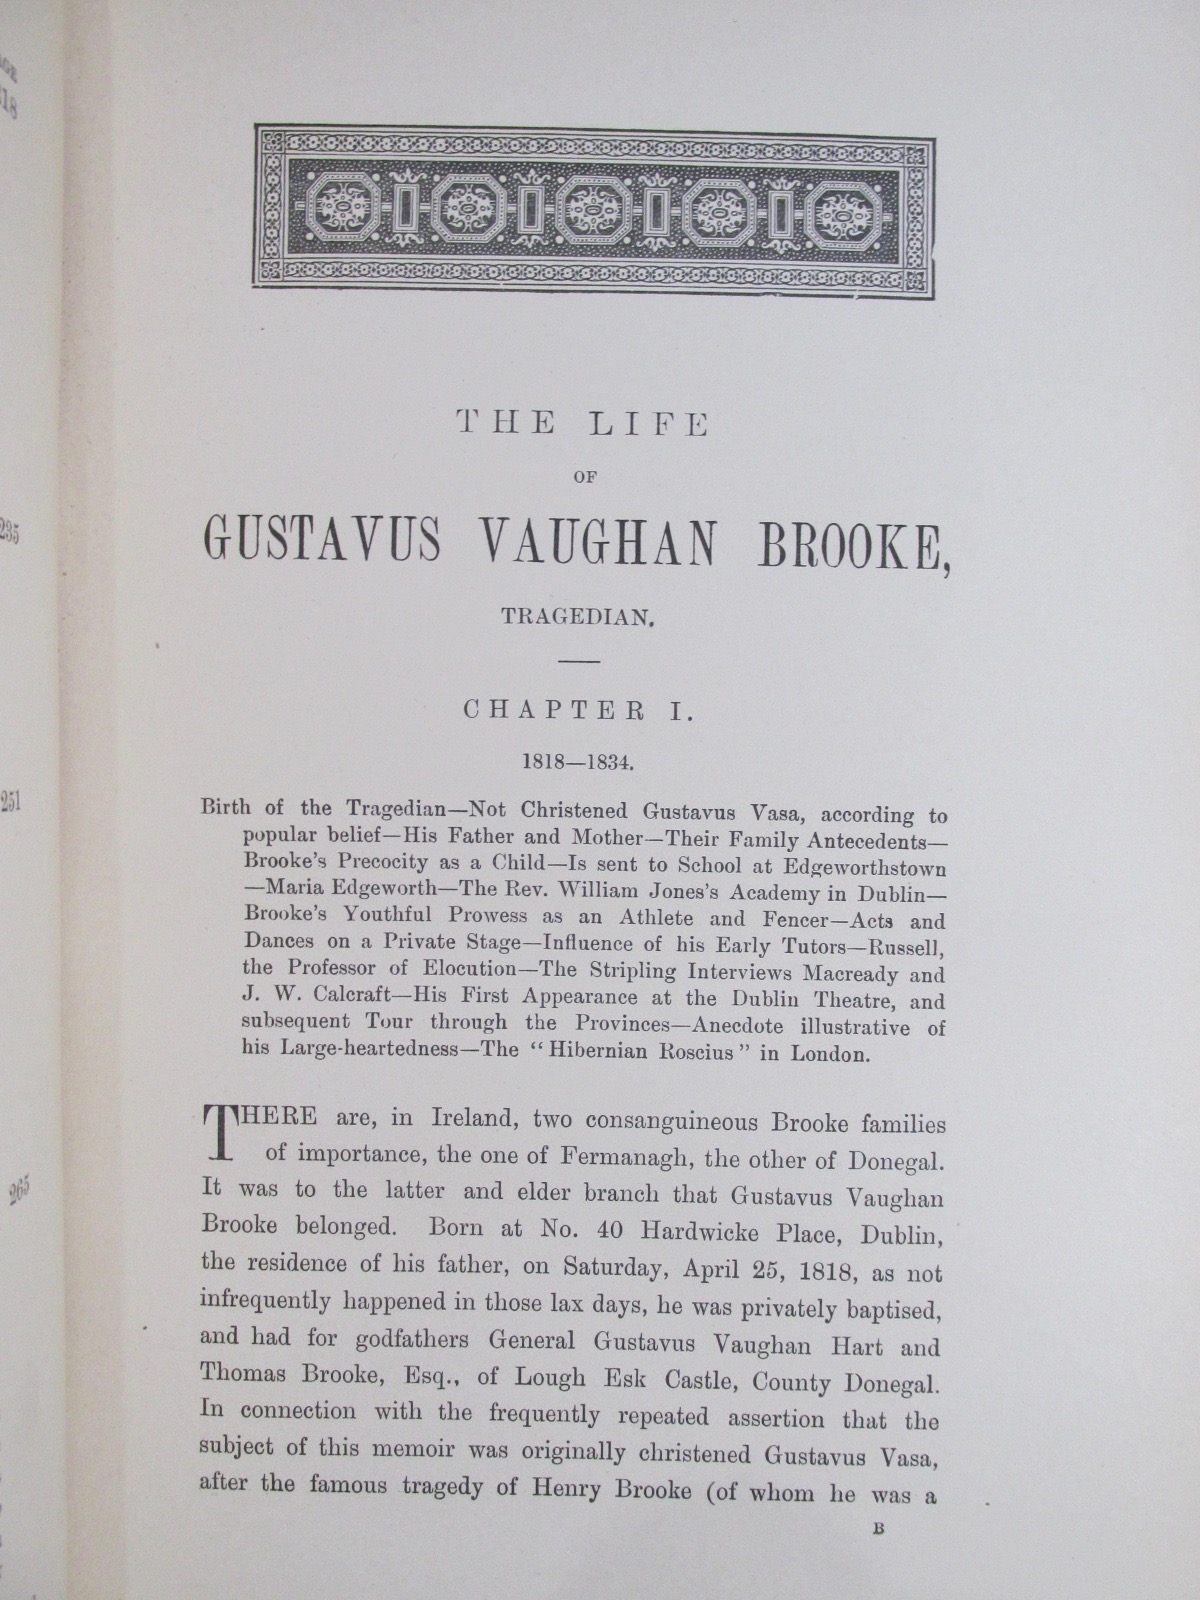 AGE
18
235
251
265
THE LIFE
OF
GUSTAVUS VAUGHAN BROOKE,
TRAGEDIAN.
CHAPTER I.
1818—1834.
Birth of the Tragedian—Not Christened Gustavus Vasa, according to
popular belief—His Father and Mother—Their Family Antecedents—
Brooke's Precocity as a Child—Is sent to School at Edgeworthstown
—Maria Edgeworth—The Rev. William Jones's Academy in Dublin—
Brooke's Youthful Prowess as an Athlete and Fencer—Acts and
Dances on a Private Stage—Influence of his Early Tutors—Russell,
the Professor of Elocution—The Stripling Interviews Macready and
J. W. Calcraft—His First Appearance at the Dublin Theatre, and
subsequent Tour through the Provinces—Anecdote illustrative of
his Large-heartedness—The “Hibernian Roscius” in London.
THERE are, in Ireland, two consanguineous Brooke families
of importance, the one of Fermanagh, the other of Donegal.
It was to the latter and elder branch that Gustavus Vaughan
Brooke belonged. Born at No. 40 Hardwicke Place, Dublin,
the residence of his father, on Saturday, April 25, 1818, as not
infrequently happened in those lax days, he was privately baptised,
and had for godfathers General Gustavus Vaughan Hart and
Thomas Brooke, Esq., of Lough Esk Castle, County Donegal.
In connection with the frequently repeated assertion that the
subject of this memoir was originally christened Gustavus Vasa,
after the famous tragedy of Henry Brooke (of whom he was a
B